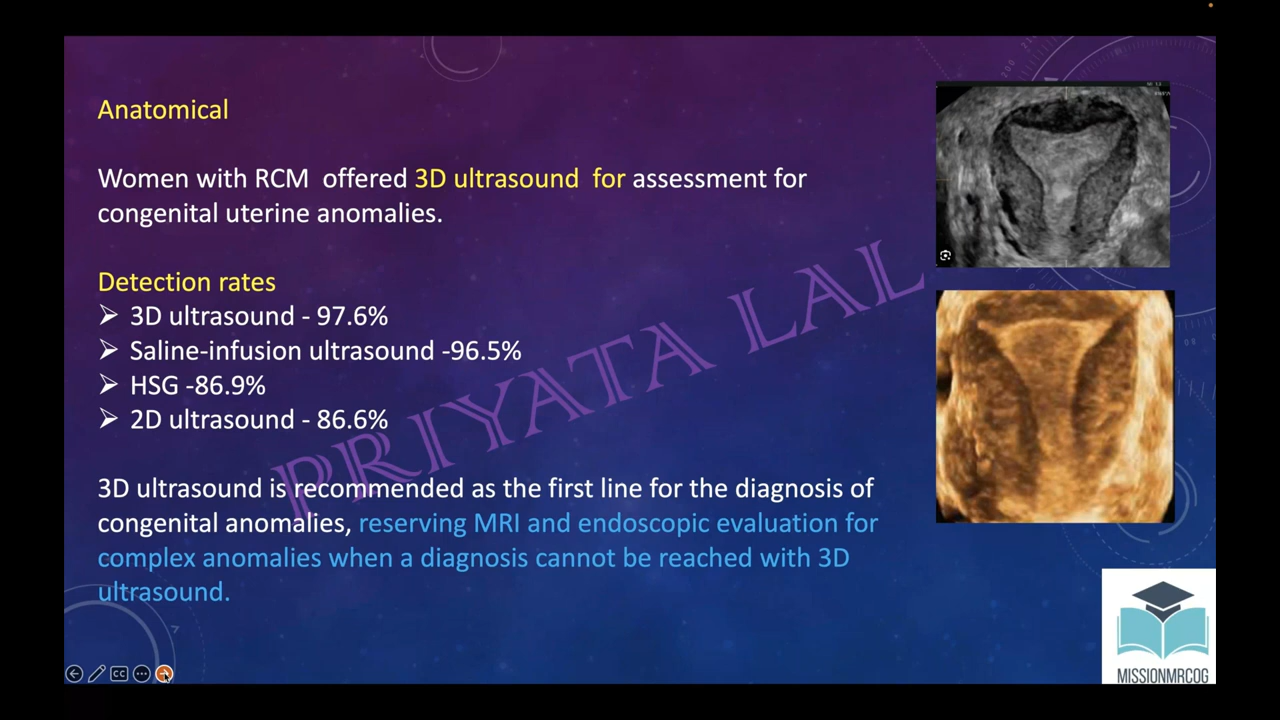 Anatomical
Women with RCM offered 3D ultrasound for assessment for
congenital uterine anomalies.
Detection rates
➢ 3D ultrasound - 97.6%
➢ Saline-infusion ultrasound -96.5%
➢ HSG -86.9%
➢ 2D ultrasound - 86.6%
3D ultrasound is recommended as the first line for the diagnosis of
congenital anomalies, reserving MRI and endoscopic evaluation for
complex anomalies when a diagnosis cannot be reached with 3D
ultrasound.
PRIYATA LAL
MISSIONMRCOG
CC